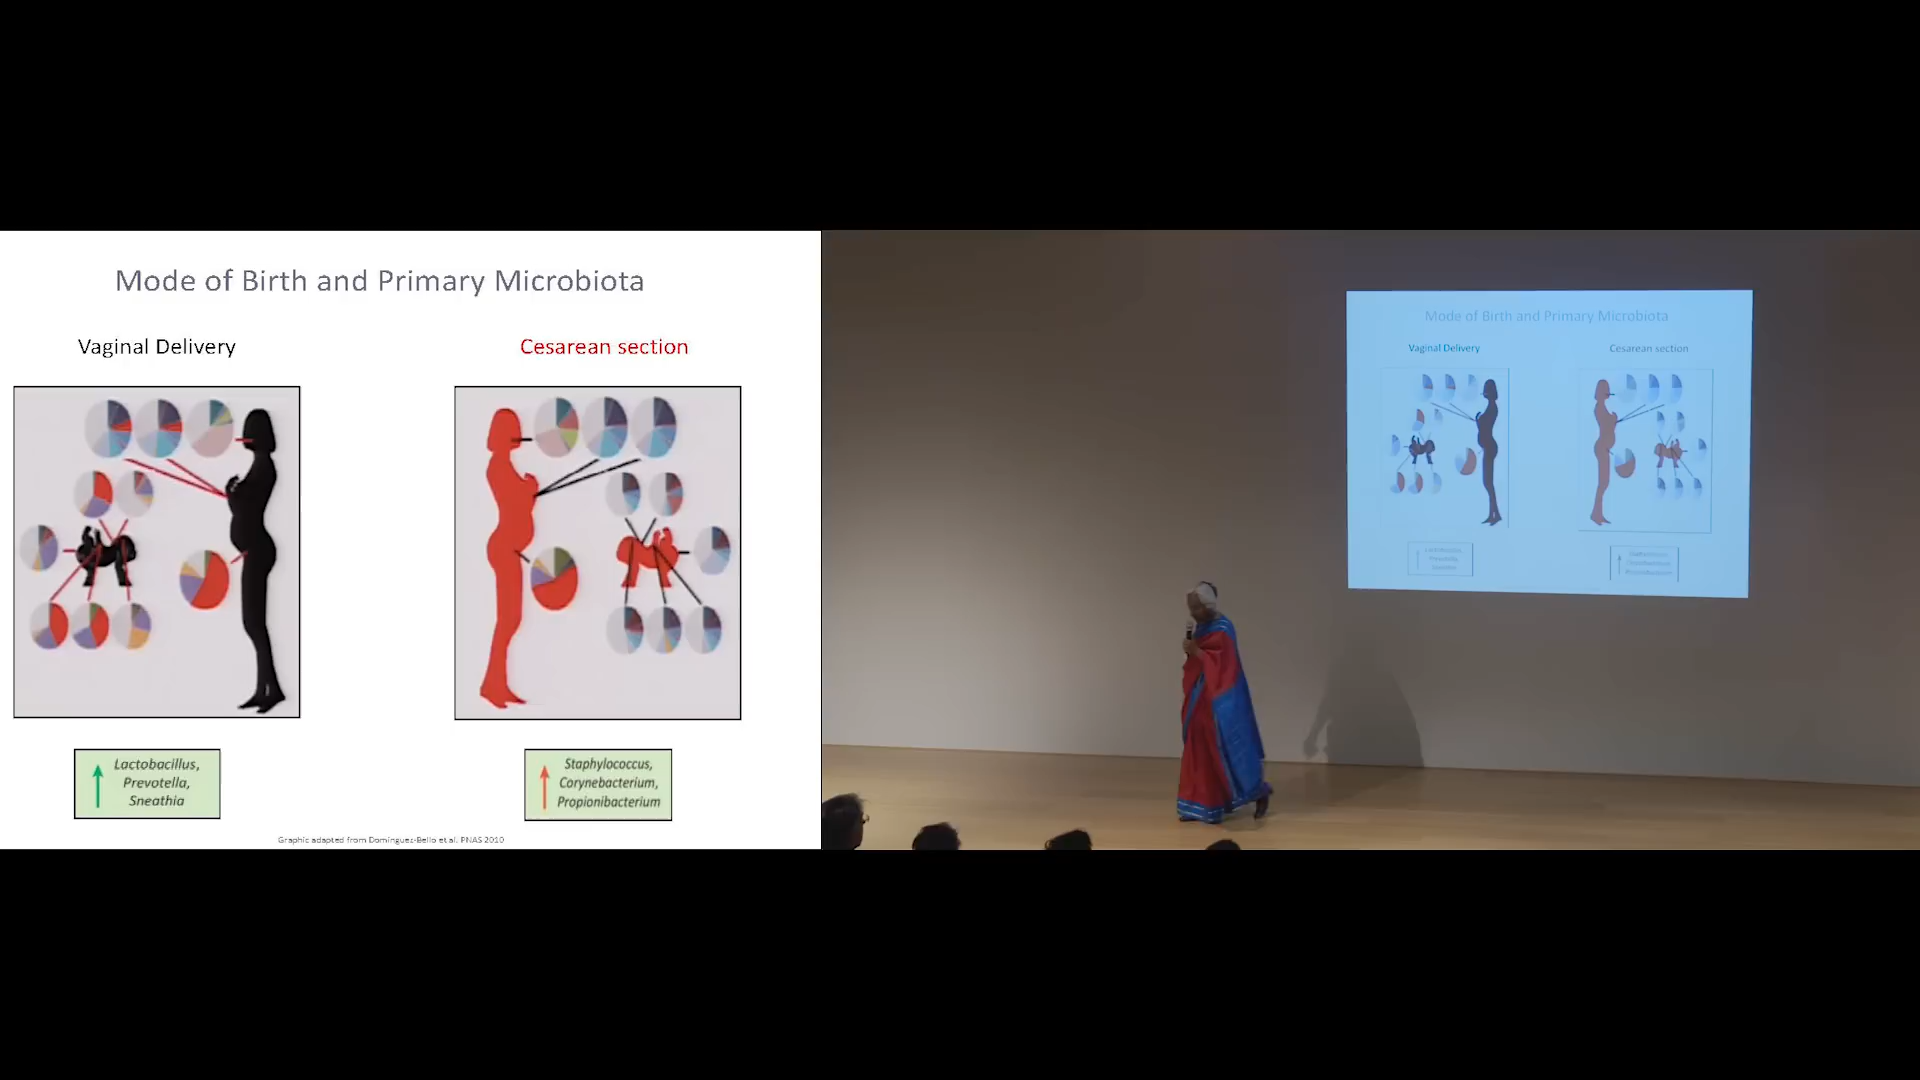 Mode of Birth and Primary Microbiota
Vaginal Delivery
Cesarean section
Lactobacillus,
Prevotella,
Sneathia
Staphylococcus,
Corynebacterium,
Propionibacterium
Graphic adapted from Dominguez-Bello et al. PNAS 2010
Mode of Birth and Primary Microbiota
Vaginal Delivery
Cesarean section